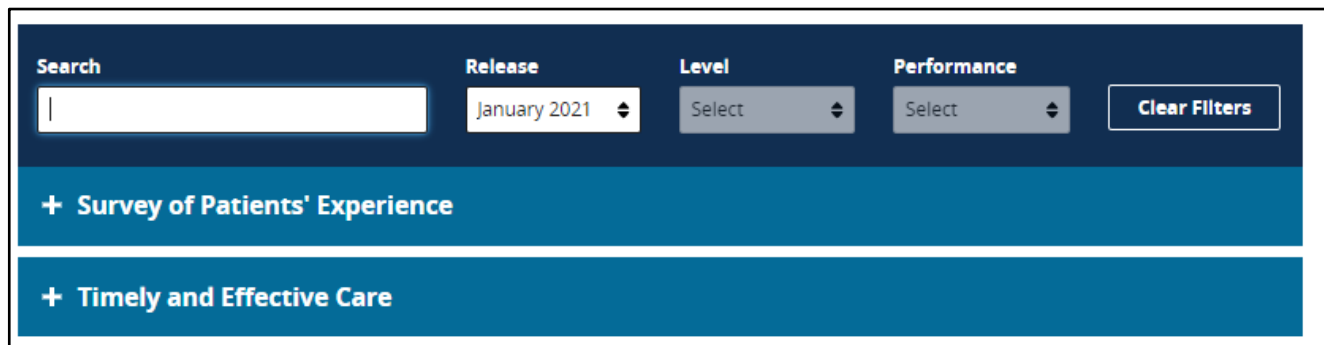 Search Release Level Performance
January 2021 Select Select Clear Filters
+ Survey of Patients' Experience
+ Timely and Effective Care